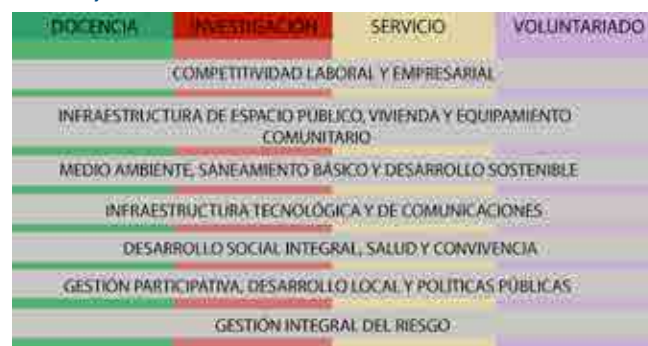 DOCENCIA INVESTIGACIÓN SERVICIO VOLUNTARIADO
COMPETITIVIDAD LABORAL Y EMPRESARIAL
INFRAESTRUCTURA DE ESPACIO PÚBLICO, VIVIENDA Y EQUIPAMIENTO
COMUNITARIO
MEDIO AMBIENTE, SANEAMIENTO BÁSICO Y DESARROLLO SOSTENIBLE
INFRAESTRUCTURA TECNOLÓGICA Y DE COMUNICACIONES
DESARROLLO SOCIAL INTEGRAL, SALUD Y CONVIVENCIA
GESTIÓN PARTICIPATIVA, DESARROLLO LOCAL Y POLÍTICAS PÚBLICAS
GESTIÓN INTEGRAL DEL RIESGO